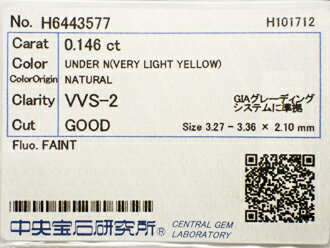 No. H6443577 H101712
Carat 0.146 ct
Color UNDER N(VERY LIGHT YELLOW)
ColorOrigin NATURAL
Clarity VVS-2 GIAグレーディング
システムに準拠
Cut GOOD Size 3.27 - 3.36 × 2.10 mm
Fluo. FAINT
中央宝石研究所® CENTRAL GEM
LABORATORY